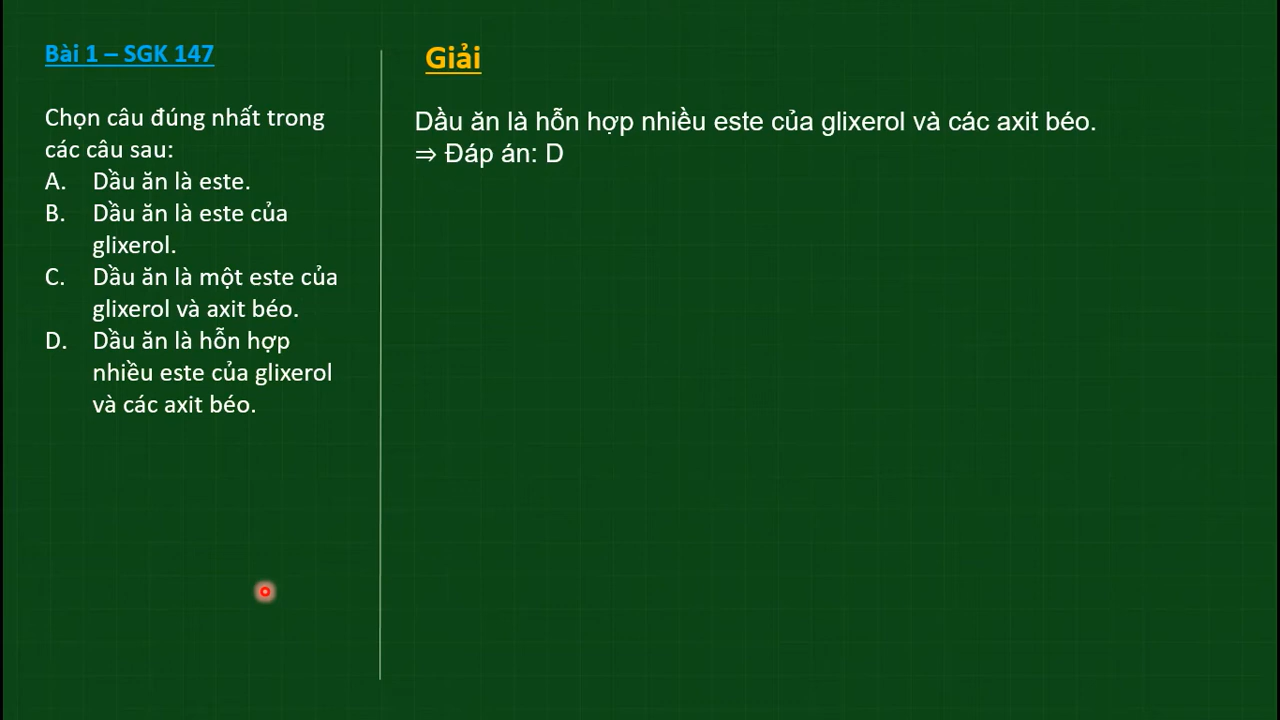 Bài 1 – SGK 147
Chọn câu đúng nhất trong
các câu sau:
A. Dầu ăn là este.
B. Dầu ăn là este của
glixerol.
C. Dầu ăn là một este của
glixerol và axit béo.
D. Dầu ăn là hỗn hợp
nhiều este của glixerol
và các axit béo.
Giải
Dầu ăn là hỗn hợp nhiều este của glixerol và các axit béo.
⇒ Đáp án: D